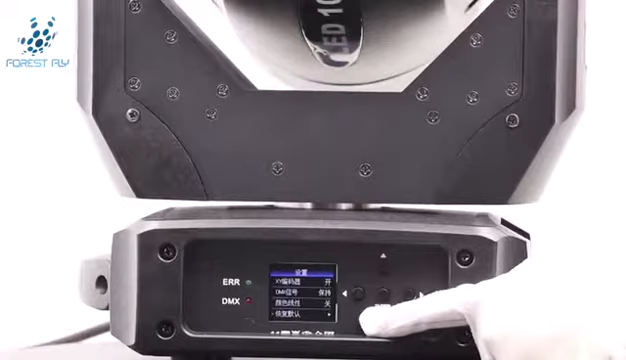 FOREST FLY
LED 10
设置
XY编码器 开
DMX信号 保持
颜色线性 关
恢复默认
ERR
DMX